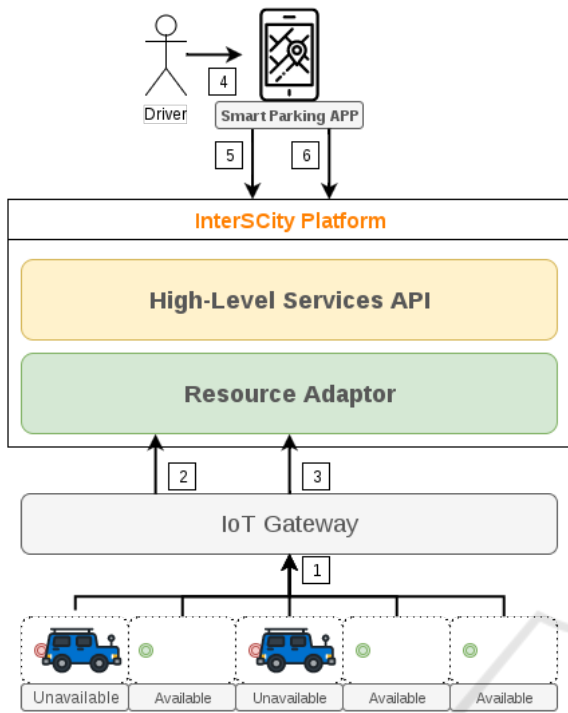 4
Driver
Smart Parking APP
5
6
InterSCity Platform
High-Level Services API
Resource Adaptor
2
3
IoT Gateway
1
Unavailable
Available
Unavailable
Available
Available